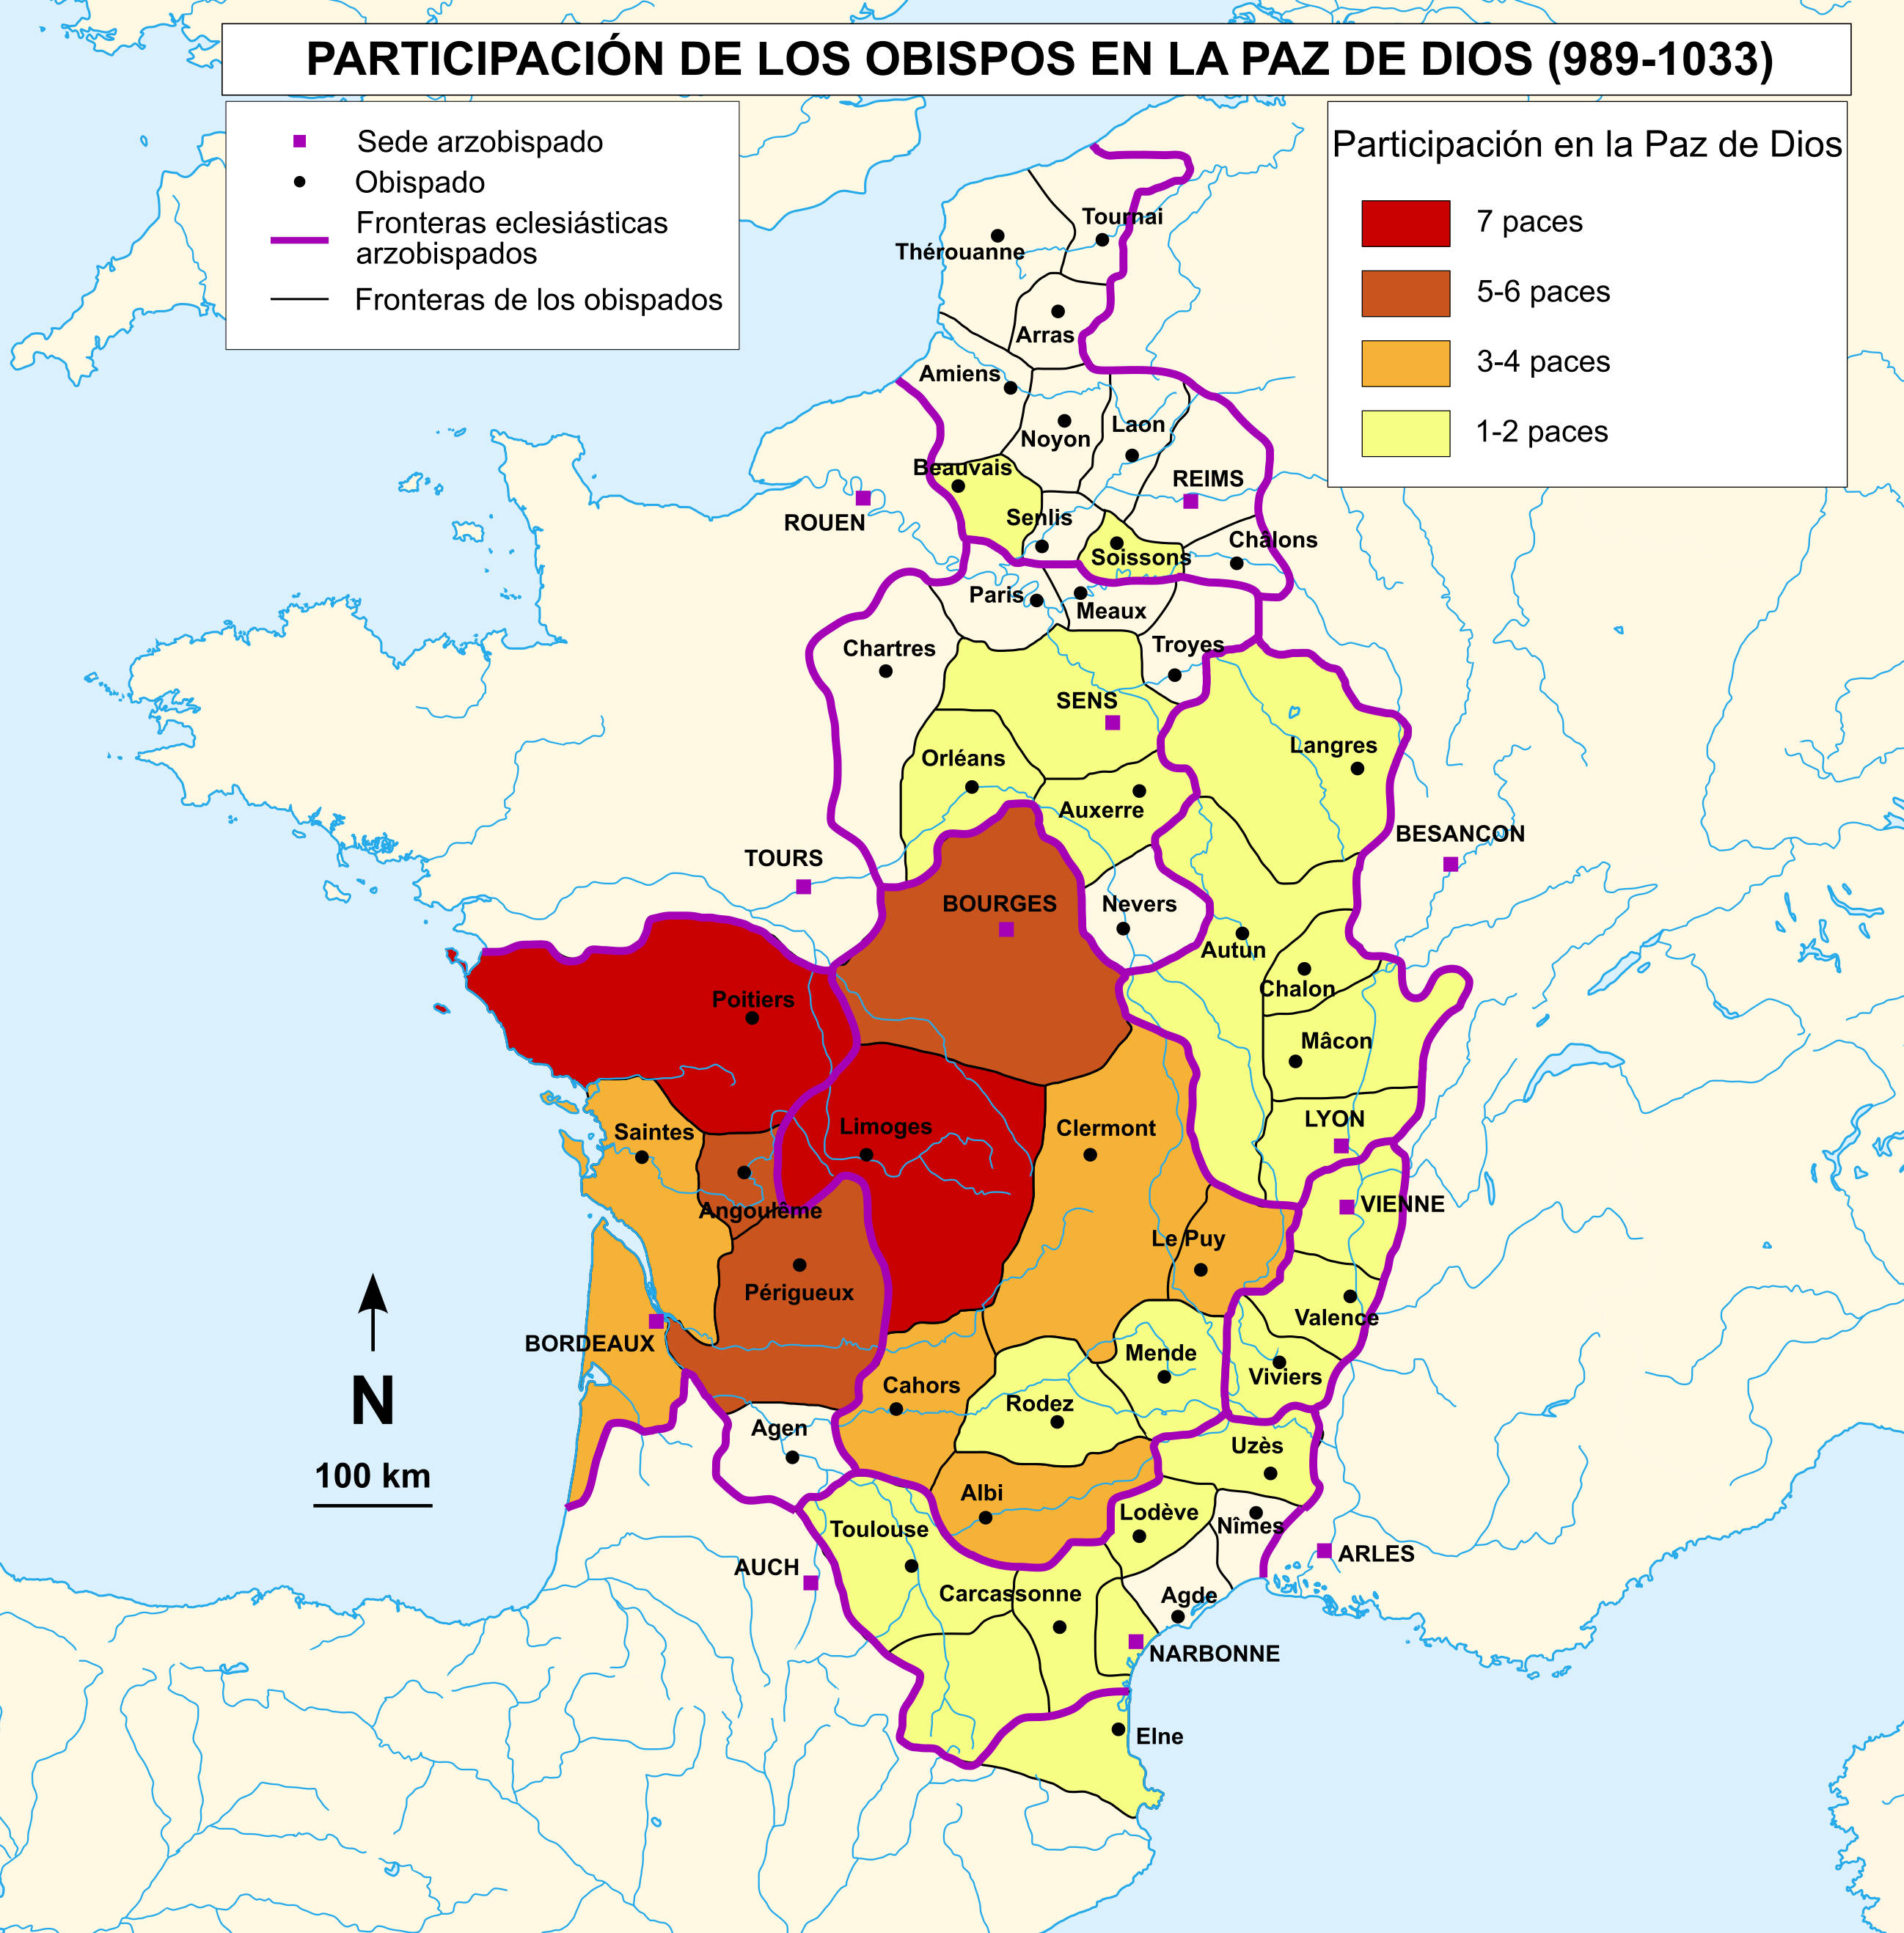 PARTICIPACIÓN DE LOS OBISPOS EN LA PAZ DE DIOS (989-1033)
Sede arzobispado
Obispado
Fronteras eclesiásticas
arzobispados
Fronteras de los obispados
Participación en la Paz de Dios
7 paces
5-6 paces
3-4 paces
1-2 paces
Tournai
Thérouanne
Arras
Amiens
Laon
Noyon
Beauvais
REIMS
Senlis
ROUEN
Châlons
Soissons
Paris
Meaux
Troyes
Chartres
SENS
Langres
Orléans
Auxerre
BESANCON
TOURS
BOURGES
Nevers
Autun
Chalon
Poitiers
Mâcon
LYON
Limoges
Clermont
Saintes
VIENNE
Angoulême
Le Puy
Périgueux
Valence
BORDEAUX
Mende
Viviers
Cahors
Rodez
N
Agen
Uzès
100 km
Albi
Lodève
Nîmes
Toulouse
ARLES
AUCH
Carcassonne
Agde
NARBONNE
Elne